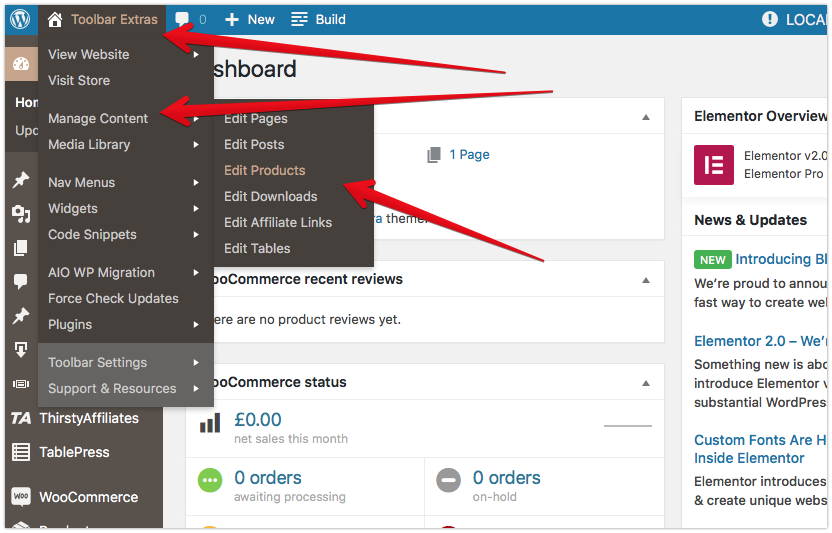 Toolbar Extras
0
New
Build
LOCA
View Website
Visit Store
Manage Content
Media Library
Nav Menus
Widgets
Code Snippets
AIO WP Migration
Force Check Updates
Plugins
Toolbar Settings
Support & Resources
Edit Pages
Edit Posts
Edit Products
Edit Downloads
Edit Affiliate Links
Edit Tables
Ho
Upd
TA ThirstyAffiliates
TablePress
woo WooCommerce
shboard
1 Page
ra theme.
ooCommerce recent reviews
ere are no product reviews yet.
ooCommerce status
£0.00
net sales this month
0 orders
awaiting processing
0 orders
on-hold
Elementor Overview
Elementor v2.0
Elementor Pro
News & Updates
NEW Introducing Bl
We're proud to annou
fast way to create web
Elementor 2.0 – We'r
Something new is abo
introduce Elementor v
substantial WordPress
Custom Fonts Are H
Inside Elementor
Elementor introduces
& create unique webs